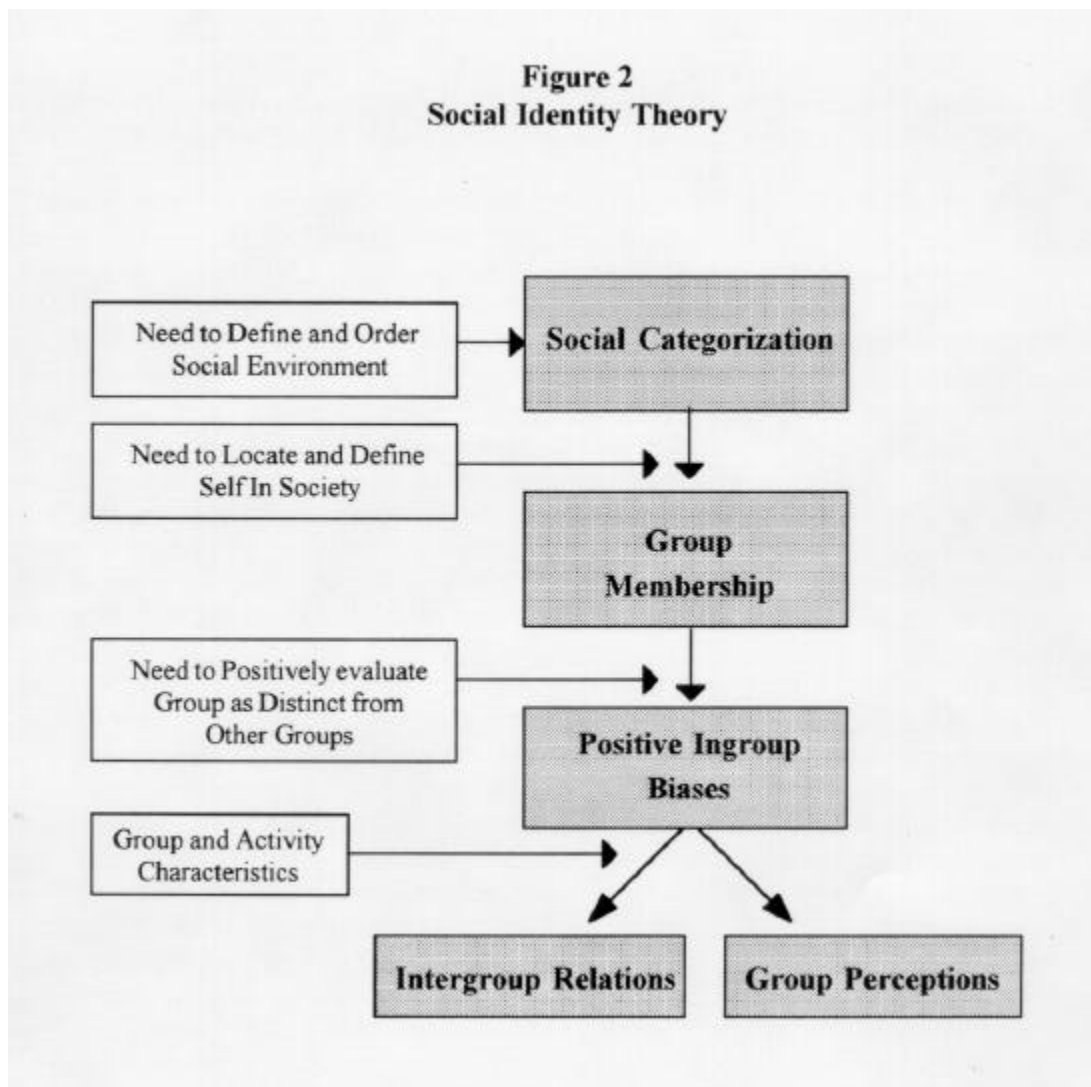 Figure 2
Social Identity Theory
Need to Define and Order
Social Environment
Social Categorization
Need to Locate and Define
Self In Society
Group
Membership
Need to Positively evaluate
Group as Distinct from
Other Groups
Positive Ingroup
Biases
Group and Activity
Characteristics
Intergroup Relations
Group Perceptions